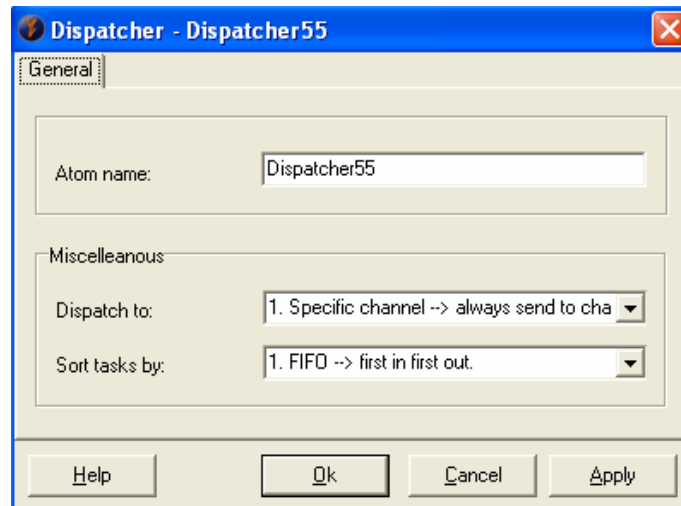 Dispatcher - Dispatcher55
General
Atom name: Dispatcher55
Miscelleanous
Dispatch to: 1. Specific channel --> always send to cha
Sort tasks by: 1. FIFO --> first in first out.
Help Ok Cancel Apply